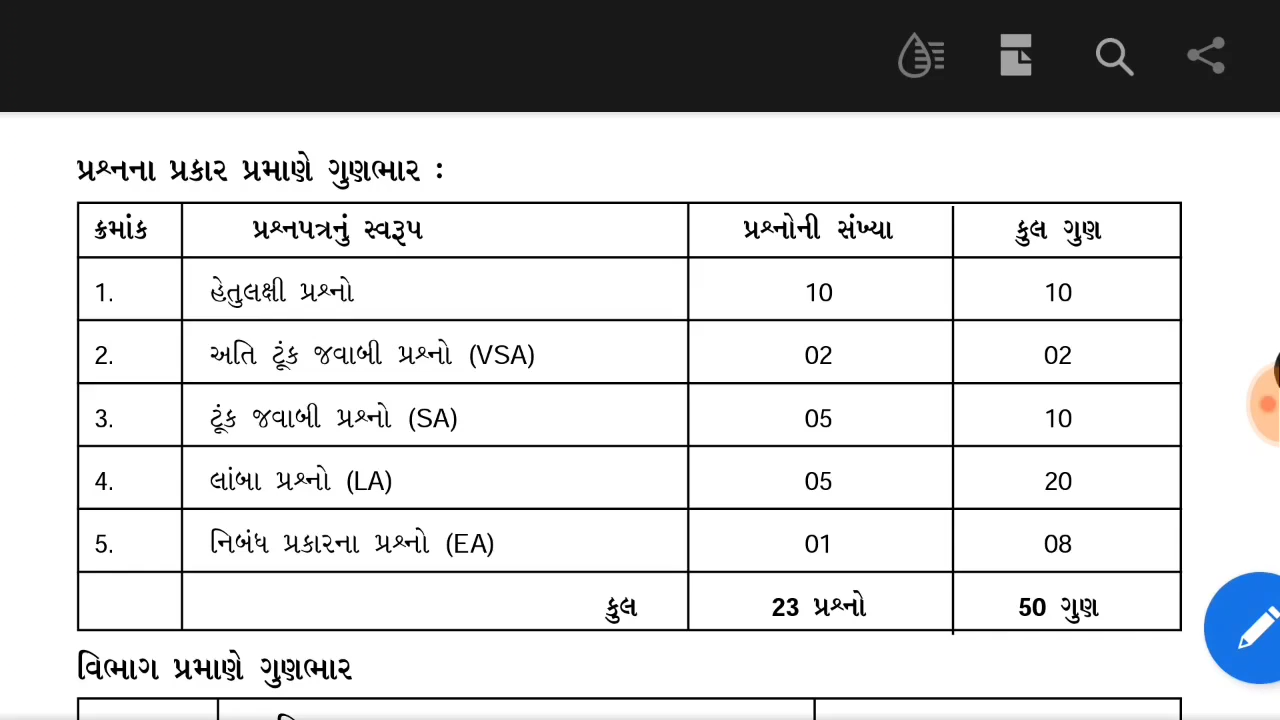 પ્રશ્નના પ્રકાર પ્રમાણે ગુણભાર :
ક્રમાંક પ્રશ્નપત્રનું સ્વરૂપ પ્રશ્નોની સંખ્યા કુલ ગુણ
1. હેતુલક્ષી પ્રશ્નો 10 10
2. અતિ ટૂંક જવાબી પ્રશ્નો (VSA) 02 02
3. ટૂંક જવાબી પ્રશ્નો (SA) 05 10
4. લાંબા પ્રશ્નો (LA) 05 20
5. નિબંધ પ્રકારના પ્રશ્નો (EA) 01 08
કુલ 23 પ્રશ્નો 50 ગુણ
વિભાગ પ્રમાણે ગુણભાર